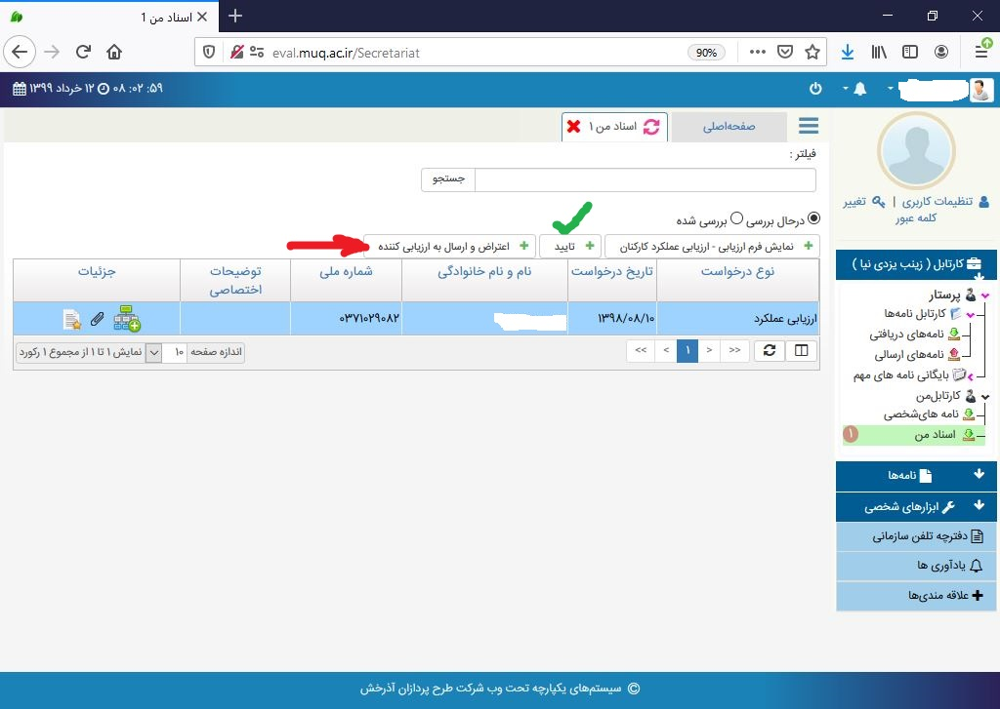 اسناد من 1
eval.muq.ac.ir/Secretariat
90%
۱۲ خرداد ۱۳۹۹ ۰۸ :۰۲ :۵۹
صفحه‌اصلی
اسناد من ۱
فیلتر :
جستجو
درحال بررسی
بررسی شده
نمایش فرم ارزیابی - ارزیابی عملکرد کارکنان
تایید
اعتراض و ارسال به ارزیابی کننده
نوع درخواست
تاریخ درخواست
نام و نام خانوادگی
شماره ملی
توضیحات اختصاصی
جزئیات
ارزیابی عملکرد
۱۳۹۸/۰۸/۱۰
۰۳۷۱۰۲۹۰۸۲
<<
<
۱
>
>>
اندازه صفحه ۱۰ نمایش ۱ تا ۱ از مجموع ۱ رکورد
تنظیمات کاربری | تغییر
کلمه عبور
کارتابل ( زینب یزدی نیا )
پرستار
کارتابل نامه‌ها
نامه‌های دریافتی
نامه‌های ارسالی
بایگانی نامه های مهم
کارتابل‌من
نامه های‌شخصی
اسناد من ۱
نامه‌ها
ابزارهای شخصی
دفترچه تلفن سازمانی
یادآوری ها
علاقه مندی‌ها
© سیستم‌های یکپارچه تحت وب شرکت طرح پردازان آذرخش